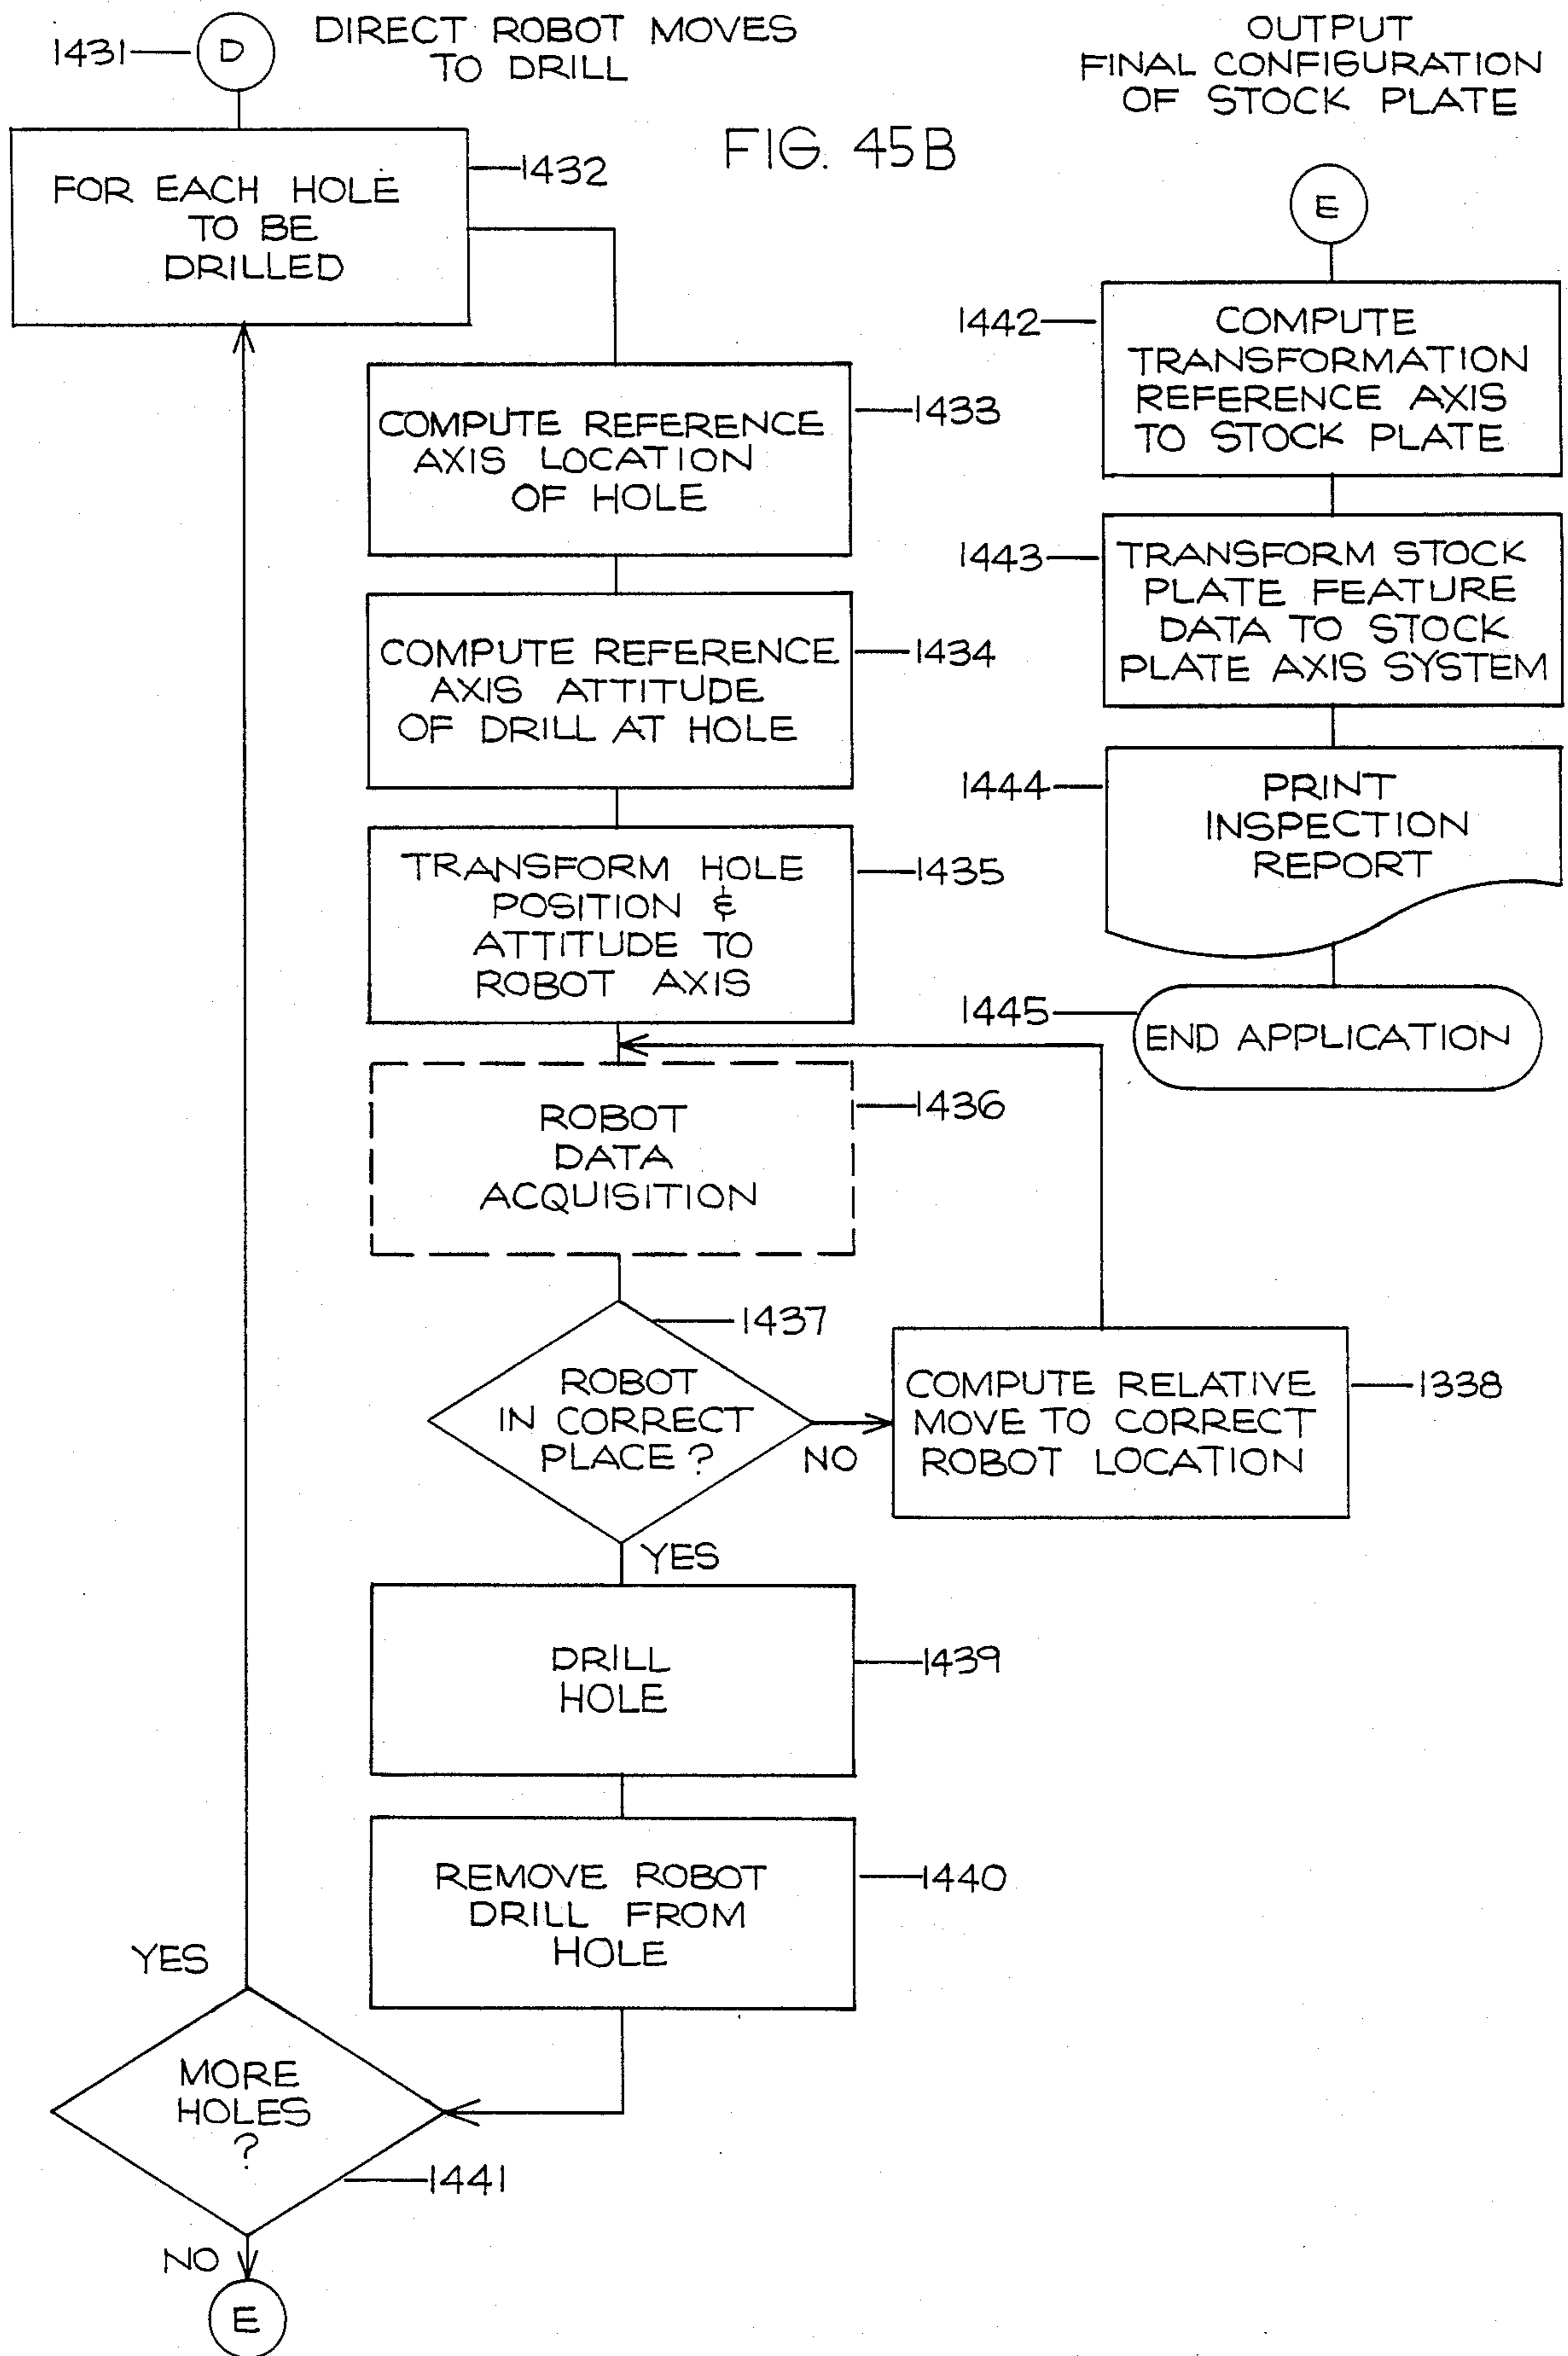 1431
D
DIRECT ROBOT MOVES
TO DRILL
FIG. 45B
FOR EACH HOLE
TO BE
DRILLED
1432
COMPUTE REFERENCE
AXIS LOCATION
OF HOLE
1433
COMPUTE REFERENCE
AXIS ATTITUDE
OF DRILL AT HOLE
1434
TRANSFORM HOLE
POSITION &
ATTITUDE TO
ROBOT AXIS
1435
ROBOT
DATA
ACQUISITION
1436
1437
ROBOT
IN CORRECT
PLACE?
NO
COMPUTE RELATIVE
MOVE TO CORRECT
ROBOT LOCATION
1338
YES
DRILL
HOLE
1439
REMOVE ROBOT
DRILL FROM
HOLE
1440
YES
MORE
HOLES
?
1441
NO
E
OUTPUT
FINAL CONFIGURATION
OF STOCK PLATE
E
1442
COMPUTE
TRANSFORMATION
REFERENCE AXIS
TO STOCK PLATE
1443
TRANSFORM STOCK
PLATE FEATURE
DATA TO STOCK
PLATE AXIS SYSTEM
1444
PRINT
INSPECTION
REPORT
1445
END APPLICATION